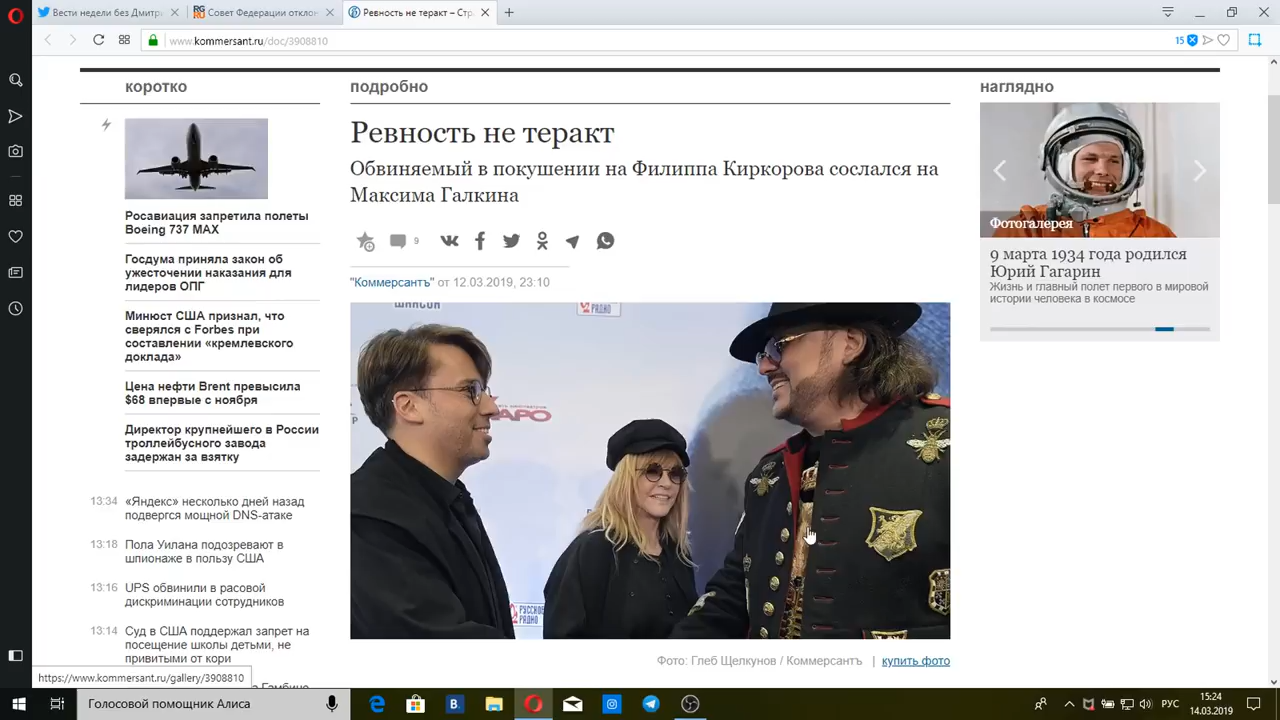 Вести недели без Дмитр
Совет Федерации отклон
Ревность не теракт – Стр
www.kommersant.ru/doc/3908810
15
коротко
Росавиация запретила полеты
Boeing 737 MAX
Госдума приняла закон об
ужесточении наказания для
лидеров ОПГ
Минюст США признал, что
сверялся с Forbes при
составлении «кремлевского
доклада»
Цена нефти Brent превысила
$68 впервые с ноября
Директор крупнейшего в России
троллейбусного завода
задержан за взятку
13:34 «Яндекс» несколько дней назад
подвергся мощной DNS-атаке
13:18 Пола Уилана подозревают в
шпионаже в пользу США
13:16 UPS обвинили в расовой
дискриминации сотрудников
13:14 Суд в США поддержал запрет на
посещение школы детьми, не
привитыми от кори
подробно
Ревность не теракт
Обвиняемый в покушении на Филиппа Киркорова сослался на
Максима Галкина
9
"Коммерсантъ" от 12.03.2019, 23:10
ШАНСОН
РАДИО
РУССКОЕ
РАДИО
Фото: Глеб Щелкунов / Коммерсантъ | купить фото
наглядно
Фотогалерея
9 марта 1934 года родился
Юрий Гагарин
Жизнь и главный полет первого в мировой
истории человека в космосе
https://www.kommersant.ru/gallery/3908810
Голосовой помощник Алиса
РУС
15:24
14.03.2019